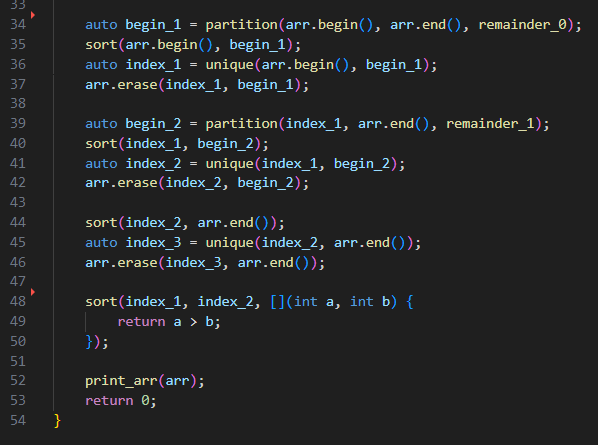 33
34 auto begin_1 = partition(arr.begin(), arr.end(), remainder_0);
35 sort(arr.begin(), begin_1);
36 auto index_1 = unique(arr.begin(), begin_1);
37 arr.erase(index_1, begin_1);
38
39 auto begin_2 = partition(index_1, arr.end(), remainder_1);
40 sort(index_1, begin_2);
41 auto index_2 = unique(index_1, begin_2);
42 arr.erase(index_2, begin_2);
43
44 sort(index_2, arr.end());
45 auto index_3 = unique(index_2, arr.end());
46 arr.erase(index_3, arr.end());
47
48 sort(index_1, index_2, [](int a, int b) {
49 return a > b;
50 });
51
52 print_arr(arr);
53 return 0;
54 }